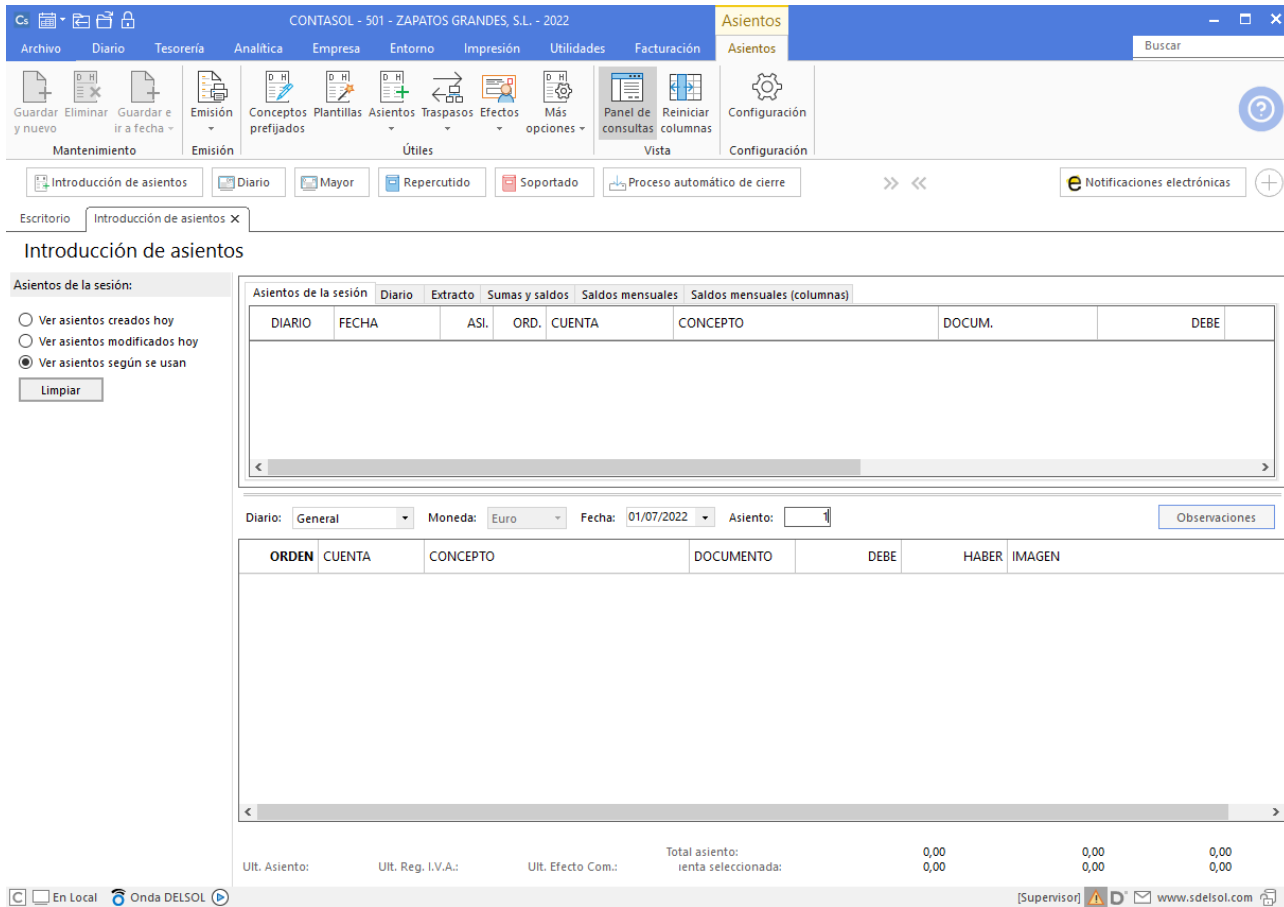 Cs CONTASOL - 501 - ZAPATOS GRANDES, S.L. - 2022 Asientos
Archivo Diario Tesorería Analítica Empresa Entorno Impresión Utilidades Facturación Asientos Buscar
D H D H D H D H D H
Guardar Eliminar Guardar e Emisión Conceptos Plantillas Asientos Traspasos Efectos Más Panel de Reiniciar Configuración
y nuevo ir a fecha prefijados opciones consultas columnas
Mantenimiento Emisión Útiles Vista Configuración
Introducción de asientos Diario Mayor Repercutido Soportado Proceso automático de cierre e Notificaciones electrónicas
Escritorio Introducción de asientos X
Introducción de asientos
Asientos de la sesión:
Ver asientos creados hoy
Ver asientos modificados hoy
Ver asientos según se usan
Limpiar
Asientos de la sesión Diario Extracto Sumas y saldos Saldos mensuales Saldos mensuales (columnas)
DIARIO FECHA ASI. ORD. CUENTA CONCEPTO DOCUM. DEBE
Diario: General Moneda: Euro Fecha: 01/07/2022 Asiento: 1 Observaciones
ORDEN CUENTA CONCEPTO DOCUMENTO DEBE HABER IMAGEN
Total asiento: 0,00 0,00 0,00
Ult. Asiento: Ult. Reg. I.V.A.: Ult. Efecto Com.: ienta seleccionada: 0,00 0,00 0,00
C En Local Onda DELSOL [Supervisor] D www.sdelsol.com